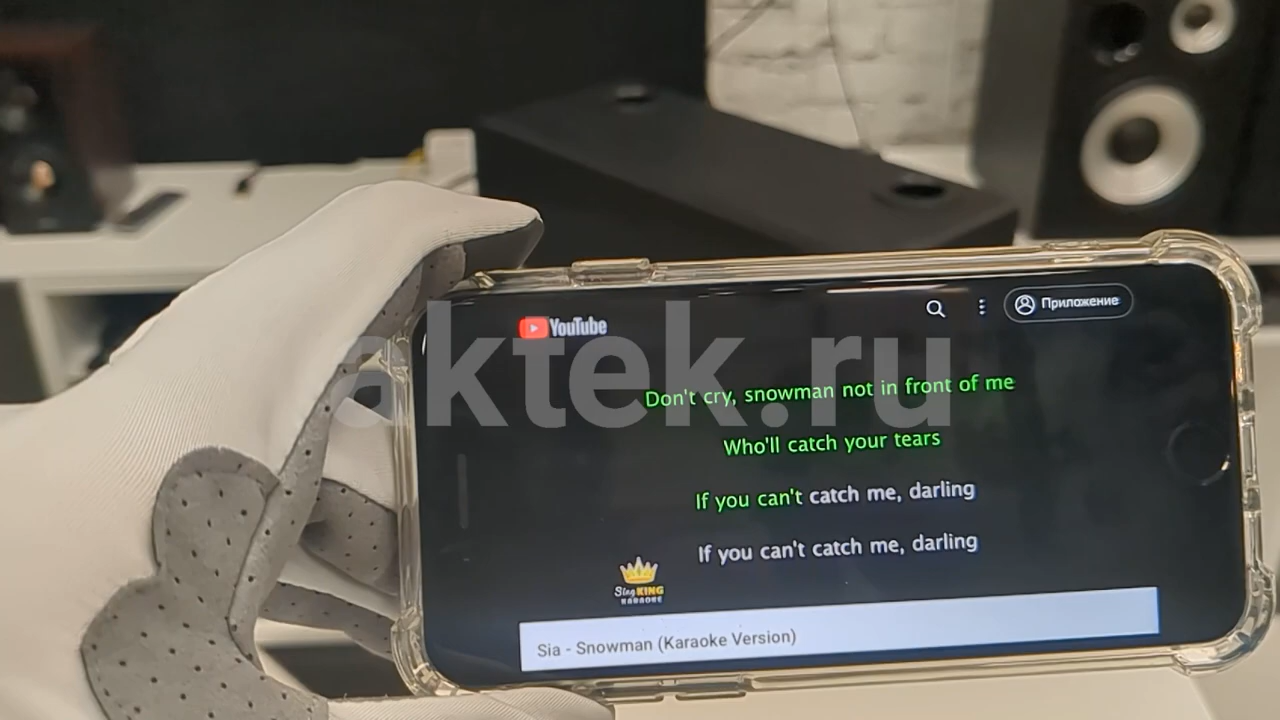 YouTube
Приложение
aktek.ru
Don't cry, snowman not in front of me
Who'll catch your tears
If you can't catch me, darling
If you can't catch me, darling
Sing KING
KARAOKE
Sia - Snowman (Karaoke Version)